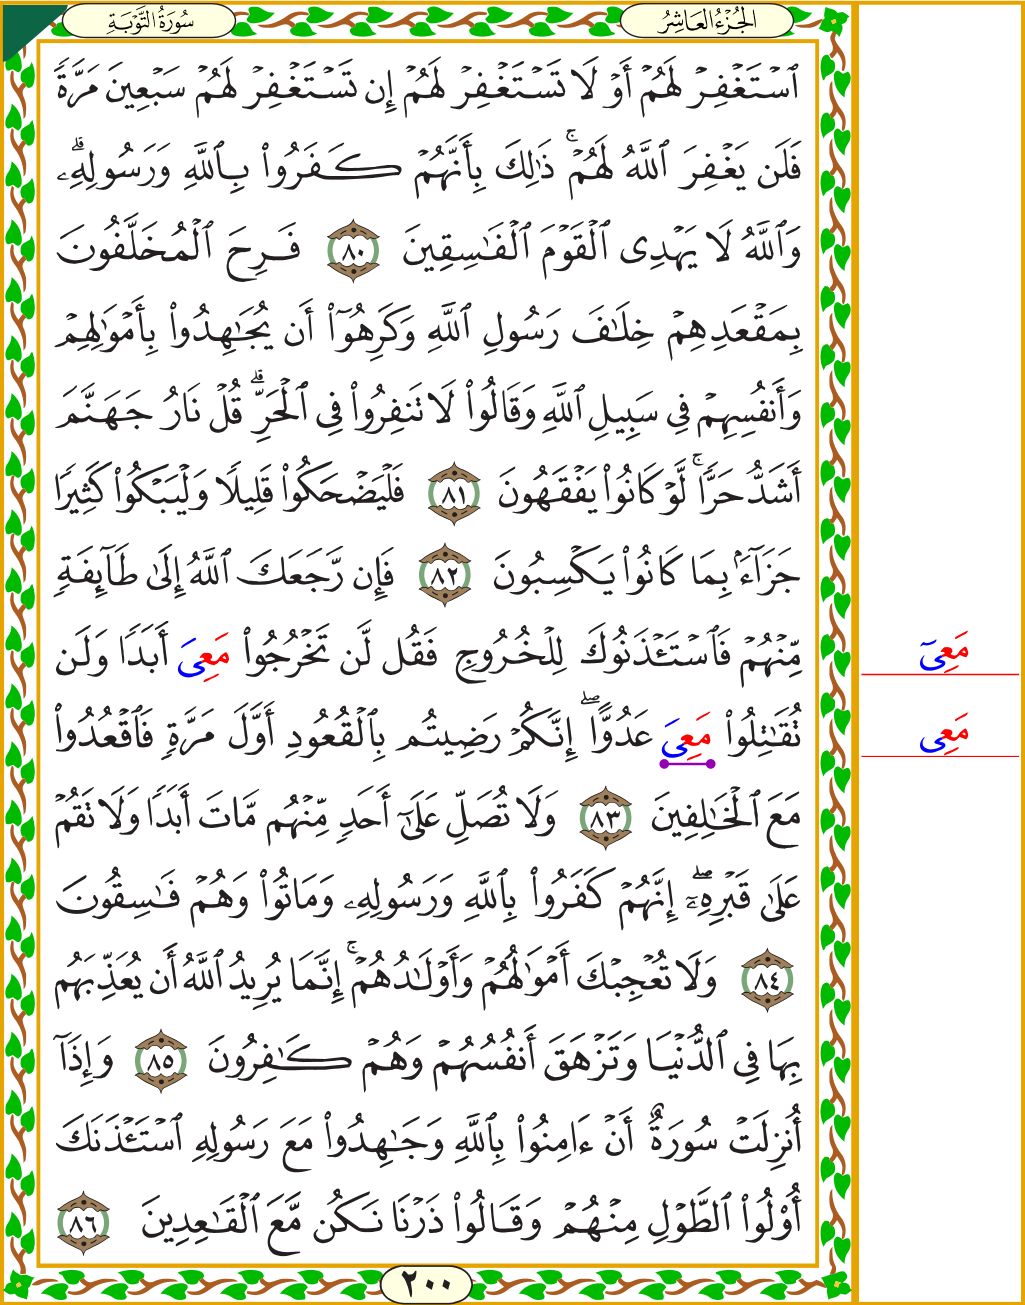 الجُزْءُ العَاشِرُ
سُورَةُ التَّوْبَةِ
ٱسۡتَغۡفِرۡ لَهُمۡ أَوۡ لَا تَسۡتَغۡفِرۡ لَهُمۡ إِن تَسۡتَغۡفِرۡ لَهُمۡ سَبۡعِينَ مَرَّةٗ
فَلَن يَغۡفِرَ ٱللَّهُ لَهُمۡۚ ذَٰلِكَ بِأَنَّهُمۡ كَفَرُواْ بِٱللَّهِ وَرَسُولِهِۦۗ
وَٱللَّهُ لَا يَهۡدِى ٱلۡقَوۡمَ ٱلۡفَٰسِقِينَ ٨٠ فَرِحَ ٱلۡمُخَلَّفُونَ
بِمَقۡعَدِهِمۡ خِلَٰفَ رَسُولِ ٱللَّهِ وَكَرِهُوٓاْ أَن يُجَٰهِدُواْ بِأَمۡوَٰلِهِمۡ
وَأَنفُسِهِمۡ فِى سَبِيلِ ٱللَّهِ وَقَالُواْ لَا تَنفِرُواْ فِى ٱلۡحَرِّۗ قُلۡ نَارُ جَهَنَّمَ
أَشَدُّ حَرّٗاۚ لَّوۡ كَانُواْ يَفۡقَهُونَ ٨١ فَلۡيَضۡحَكُواْ قَلِيلٗا وَلۡيَبۡكُواْ كَثِيرٗا
جَزَآءَۢ بِمَا كَانُواْ يَكۡسِبُونَ ٨٢ فَإِن رَّجَعَكَ ٱللَّهُ إِلَىٰ طَآئِفَةٖ
مِّنۡهُمۡ فَٱسۡتَـٔۡذَنُوكَ لِلۡخُرُوجِ فَقُل لَّن تَخۡرُجُواْ مَعِىَ أَبَدٗا وَلَن
تُقَٰتِلُواْ مَعِىَ عَدُوًّاۖ إِنَّكُمۡ رَضِيتُم بِٱلۡقُعُودِ أَوَّلَ مَرَّةٖ فَٱقۡعُدُواْ
مَعَ ٱلۡخَٰلِفِينَ ٨٣ وَلَا تُصَلِّ عَلَىٰٓ أَحَدٖ مِّنۡهُم مَّاتَ أَبَدٗا وَلَا تَقُمۡ
عَلَىٰ قَبۡرِهِۦٓۖ إِنَّهُمۡ كَفَرُواْ بِٱللَّهِ وَرَسُولِهِۦ وَمَاتُواْ وَهُمۡ فَٰسِقُونَ
٨٤ وَلَا تُعۡجِبۡكَ أَمۡوَٰلُهُمۡ وَأَوۡلَٰدُهُمۡۚ إِنَّمَا يُرِيدُ ٱللَّهُ أَن يُعَذِّبَهُم
بِهَا فِى ٱلدُّنۡيَا وَتَزۡهَقَ أَنفُسُهُمۡ وَهُمۡ كَٰفِرُونَ ٨٥ وَإِذَآ
أُنزِلَتۡ سُورَةٌ أَنۡ ءَامِنُواْ بِٱللَّهِ وَجَٰهِدُواْ مَعَ رَسُولِهِ ٱسۡتَـٔۡذَنَكَ
أُوْلُواْ ٱلطَّوۡلِ مِنۡهُمۡ وَقَالُواْ ذَرۡنَا نَكُن مَّعَ ٱلۡقَٰعِدِينَ ٨٦
مَعِىٓ
مَعِى
٢٠٠